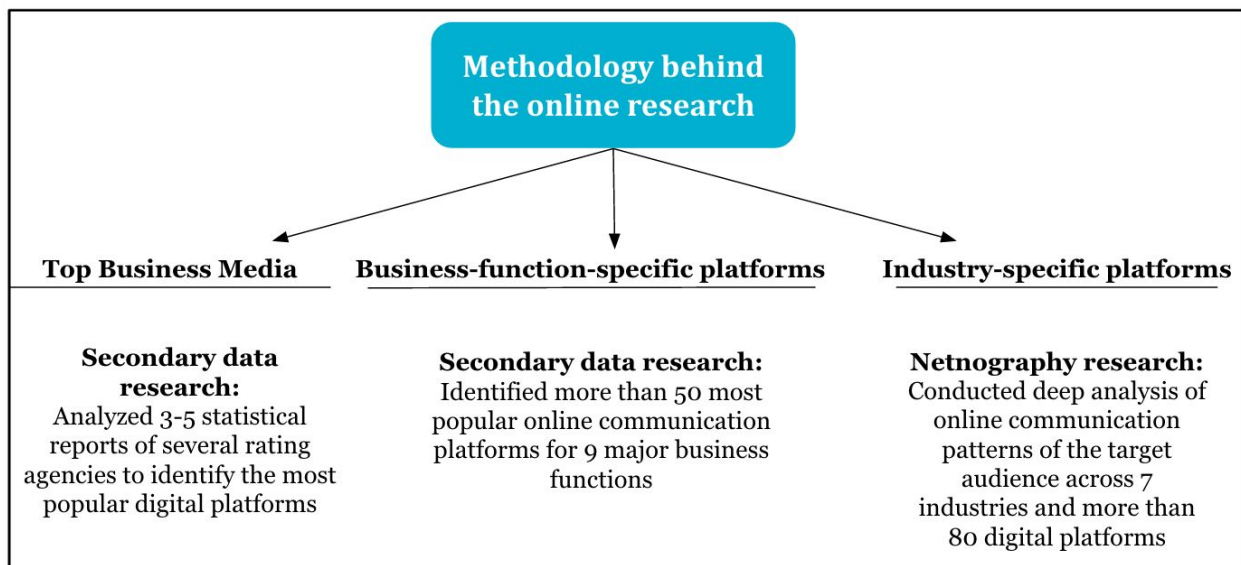 Methodology behind
the online research
Top Business Media
Business-function-specific platforms
Industry-specific platforms
Secondary data
research:
Analyzed 3-5 statistical
reports of several rating
agencies to identify the most
popular digital platforms
Secondary data research:
Identified more than 50 most
popular online communication
platforms for 9 major business
functions
Netnography research:
Conducted deep analysis of
online communication
patterns of the target
audience across 7
industries and more than
80 digital platforms